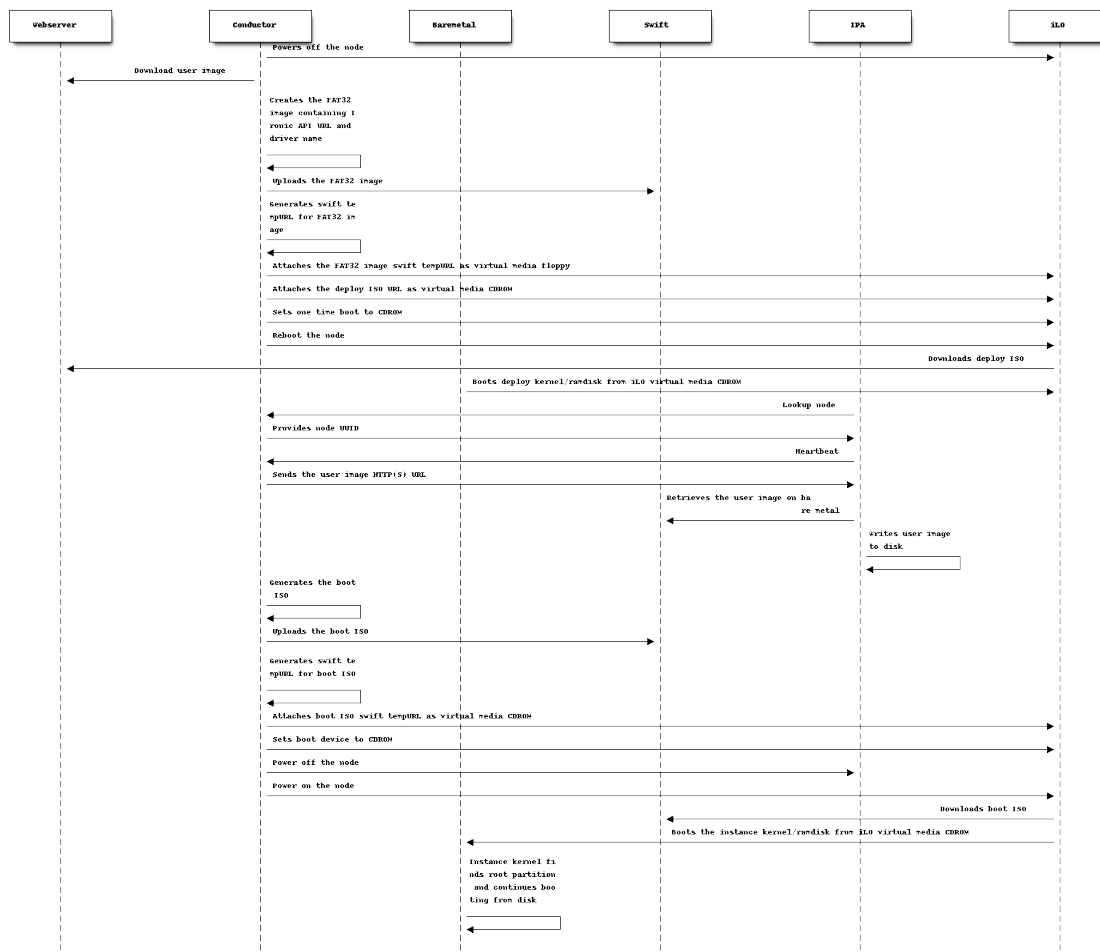 Webserver
Conductor
Baremetal
Swift
IPA
iLO
Powers off the node
Download user image
Creates the FAT32
image containing I
ronic API URL and
driver name
Uploads the FAT32 image
Generates swift te
mpURL for FAT32 im
age
Attaches the FAT32 image swift tempURL as virtual media floppy
Attaches the deploy ISO URL as virtual media CDROM
Sets one time boot to CDROM
Reboot the node
Downloads deploy ISO
Boots deploy kernel/ramdisk from iLO virtual media CDROM
Lookup node
Provides node UUID
Heartbeat
Sends the user image HTTP(S) URL
Retrieves the user image on ba
re metal
Writes user image
to disk
Generates the boot
ISO
Uploads the boot ISO
Generates swift te
mpURL for boot ISO
Attaches boot ISO swift tempURL as virtual media CDROM
Sets boot device to CDROM
Power off the node
Power on the node
Downloads boot ISO
Boots the instance kernel/ramdisk from iLO virtual media CDROM
Instance kernel fi
nds root partition
and continues boo
ting from disk